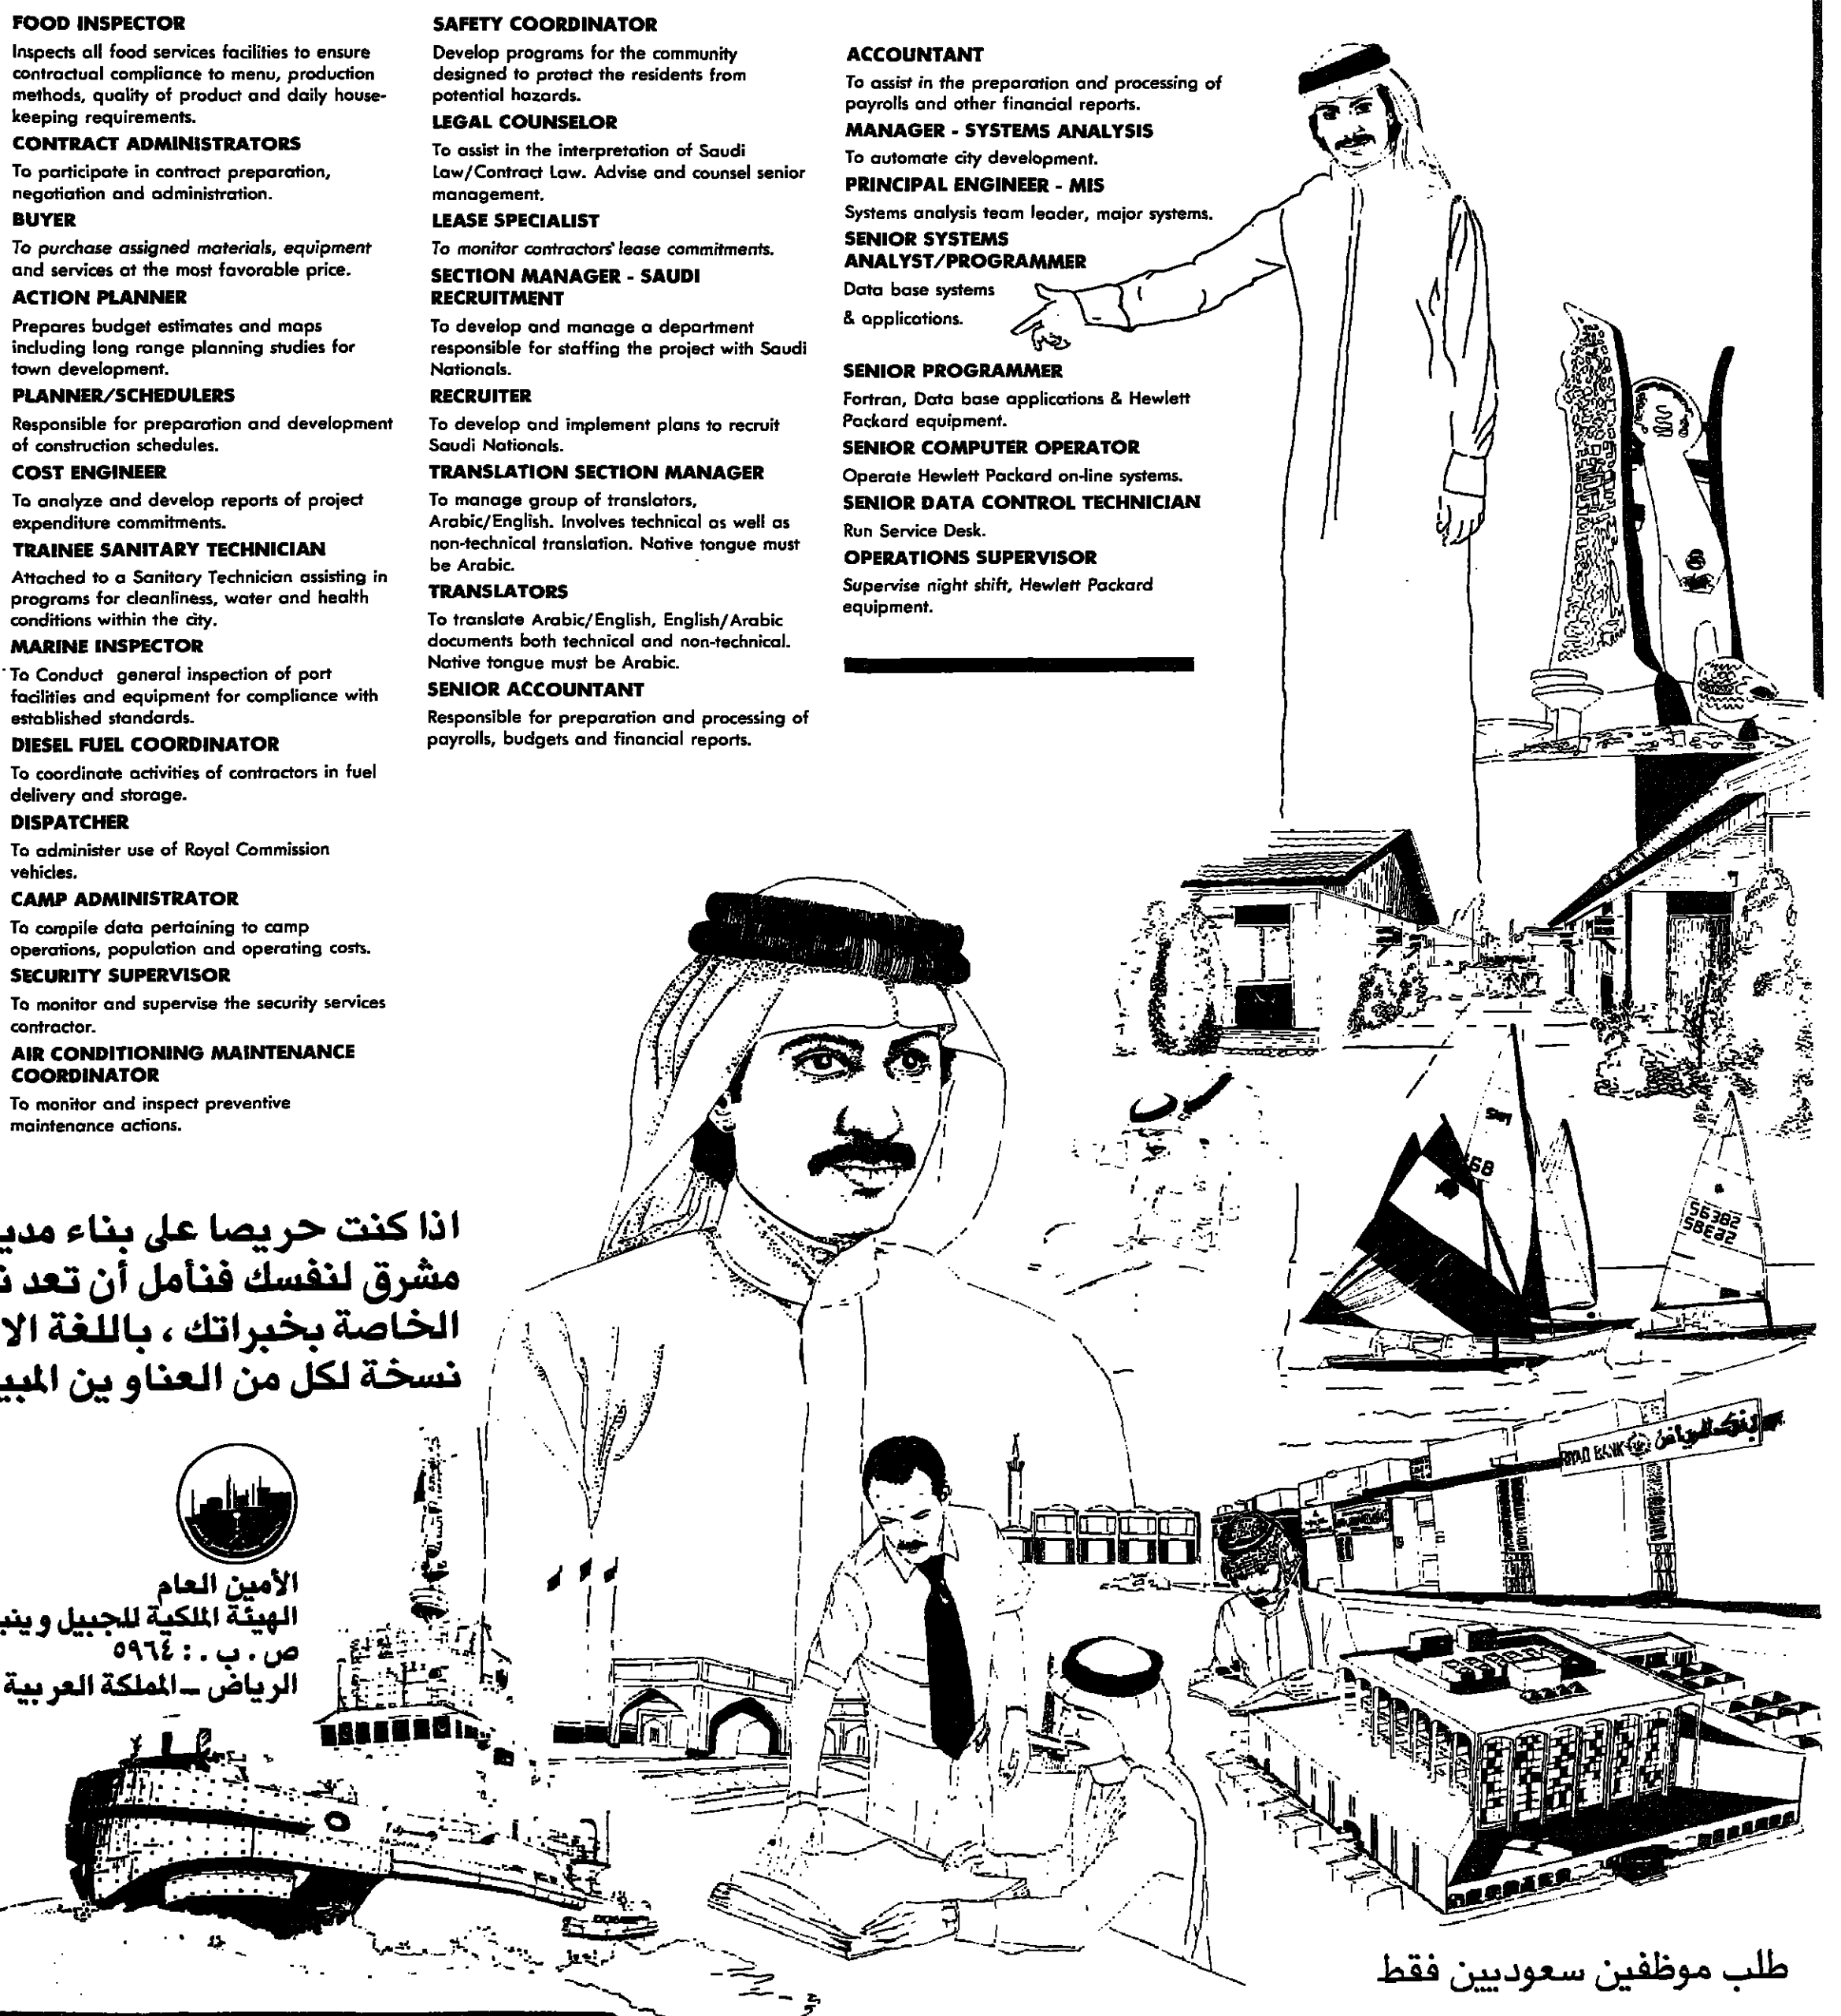 FOOD INSPECTOR
Inspects all food services facilities to ensure
contractual compliance to menu, production
methods, quality of product and daily house-
keeping requirements.
CONTRACT ADMINISTRATORS
To participate in contract preparation,
negotiation and administration.
BUYER
To purchase assigned materials, equipment
and services at the most favorable price.
ACTION PLANNER
Prepares budget estimates and maps
including long range planning studies for
town development.
PLANNER/SCHEDULERS
Responsible for preparation and development
of construction schedules.
COST ENGINEER
To analyze and develop reports of project
expenditure commitments.
TRAINEE SANITARY TECHNICIAN
Attached to a Sanitary Technician assisting in
programs for cleanliness, water and health
conditions within the city.
MARINE INSPECTOR
To Conduct general inspection of port
facilities and equipment for compliance with
established standards.
DIESEL FUEL COORDINATOR
To coordinate activities of contractors in fuel
delivery and storage.
DISPATCHER
To administer use of Royal Commission
vehicles.
CAMP ADMINISTRATOR
To compile data pertaining to camp
operations, population and operating costs.
SECURITY SUPERVISOR
To monitor and supervise the security services
contractor.
AIR CONDITIONING MAINTENANCE
COORDINATOR
To monitor and inspect preventive
maintenance actions.
SAFETY COORDINATOR
Develop programs for the community
designed to protect the residents from
potential hazards.
LEGAL COUNSELOR
To assist in the interpretation of Saudi
Law/Contract Law. Advise and counsel senior
management.
LEASE SPECIALIST
To monitor contractors' lease commitments.
SECTION MANAGER - SAUDI
RECRUITMENT
To develop and manage a department
responsible for staffing the project with Saudi
Nationals.
RECRUITER
To develop and implement plans to recruit
Saudi Nationals.
TRANSLATION SECTION MANAGER
To manage group of translators,
Arabic/English. Involves technical as well as
non-technical translation. Native tongue must
be Arabic.
TRANSLATORS
To translate Arabic/English, English/Arabic
documents both technical and non-technical.
Native tongue must be Arabic.
SENIOR ACCOUNTANT
Responsible for preparation and processing of
payrolls, budgets and financial reports.
ACCOUNTANT
To assist in the preparation and processing of
payrolls and other financial reports.
MANAGER - SYSTEMS ANALYSIS
To automate city development.
PRINCIPAL ENGINEER - MIS
Systems analysis team leader, major systems.
SENIOR SYSTEMS
ANALYST/PROGRAMMER
Data base systems
& applications.
SENIOR PROGRAMMER
Fortran, Data base applications & Hewlett
Packard equipment.
SENIOR COMPUTER OPERATOR
Operate Hewlett Packard on-line systems.
SENIOR DATA CONTROL TECHNICIAN
Run Service Desk.
OPERATIONS SUPERVISOR
Supervise night shift, Hewlett Packard
equipment.
اذا كنت حريصا على بناء
مشرق لنفسك فنأمل أن تعد
الخاصة بخبراتك ، باللغة
نسخة لكل من العناوين
الأمين العام
الهيئة الملكية للجبيل
ص . ب . : ٥٩٦٤
الرياض ــ المملكة العربية
68
56382
RIYAD BANK بنك الرياض
طلب موظفين سعوديين فقط